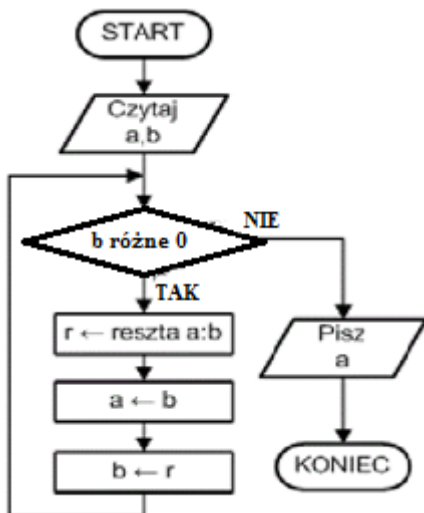 START
Czytaj
a,b
b różne 0
NIE
TAK
r ← reszta a:b
a ← b
b ← r
Pisz
a
KONIEC